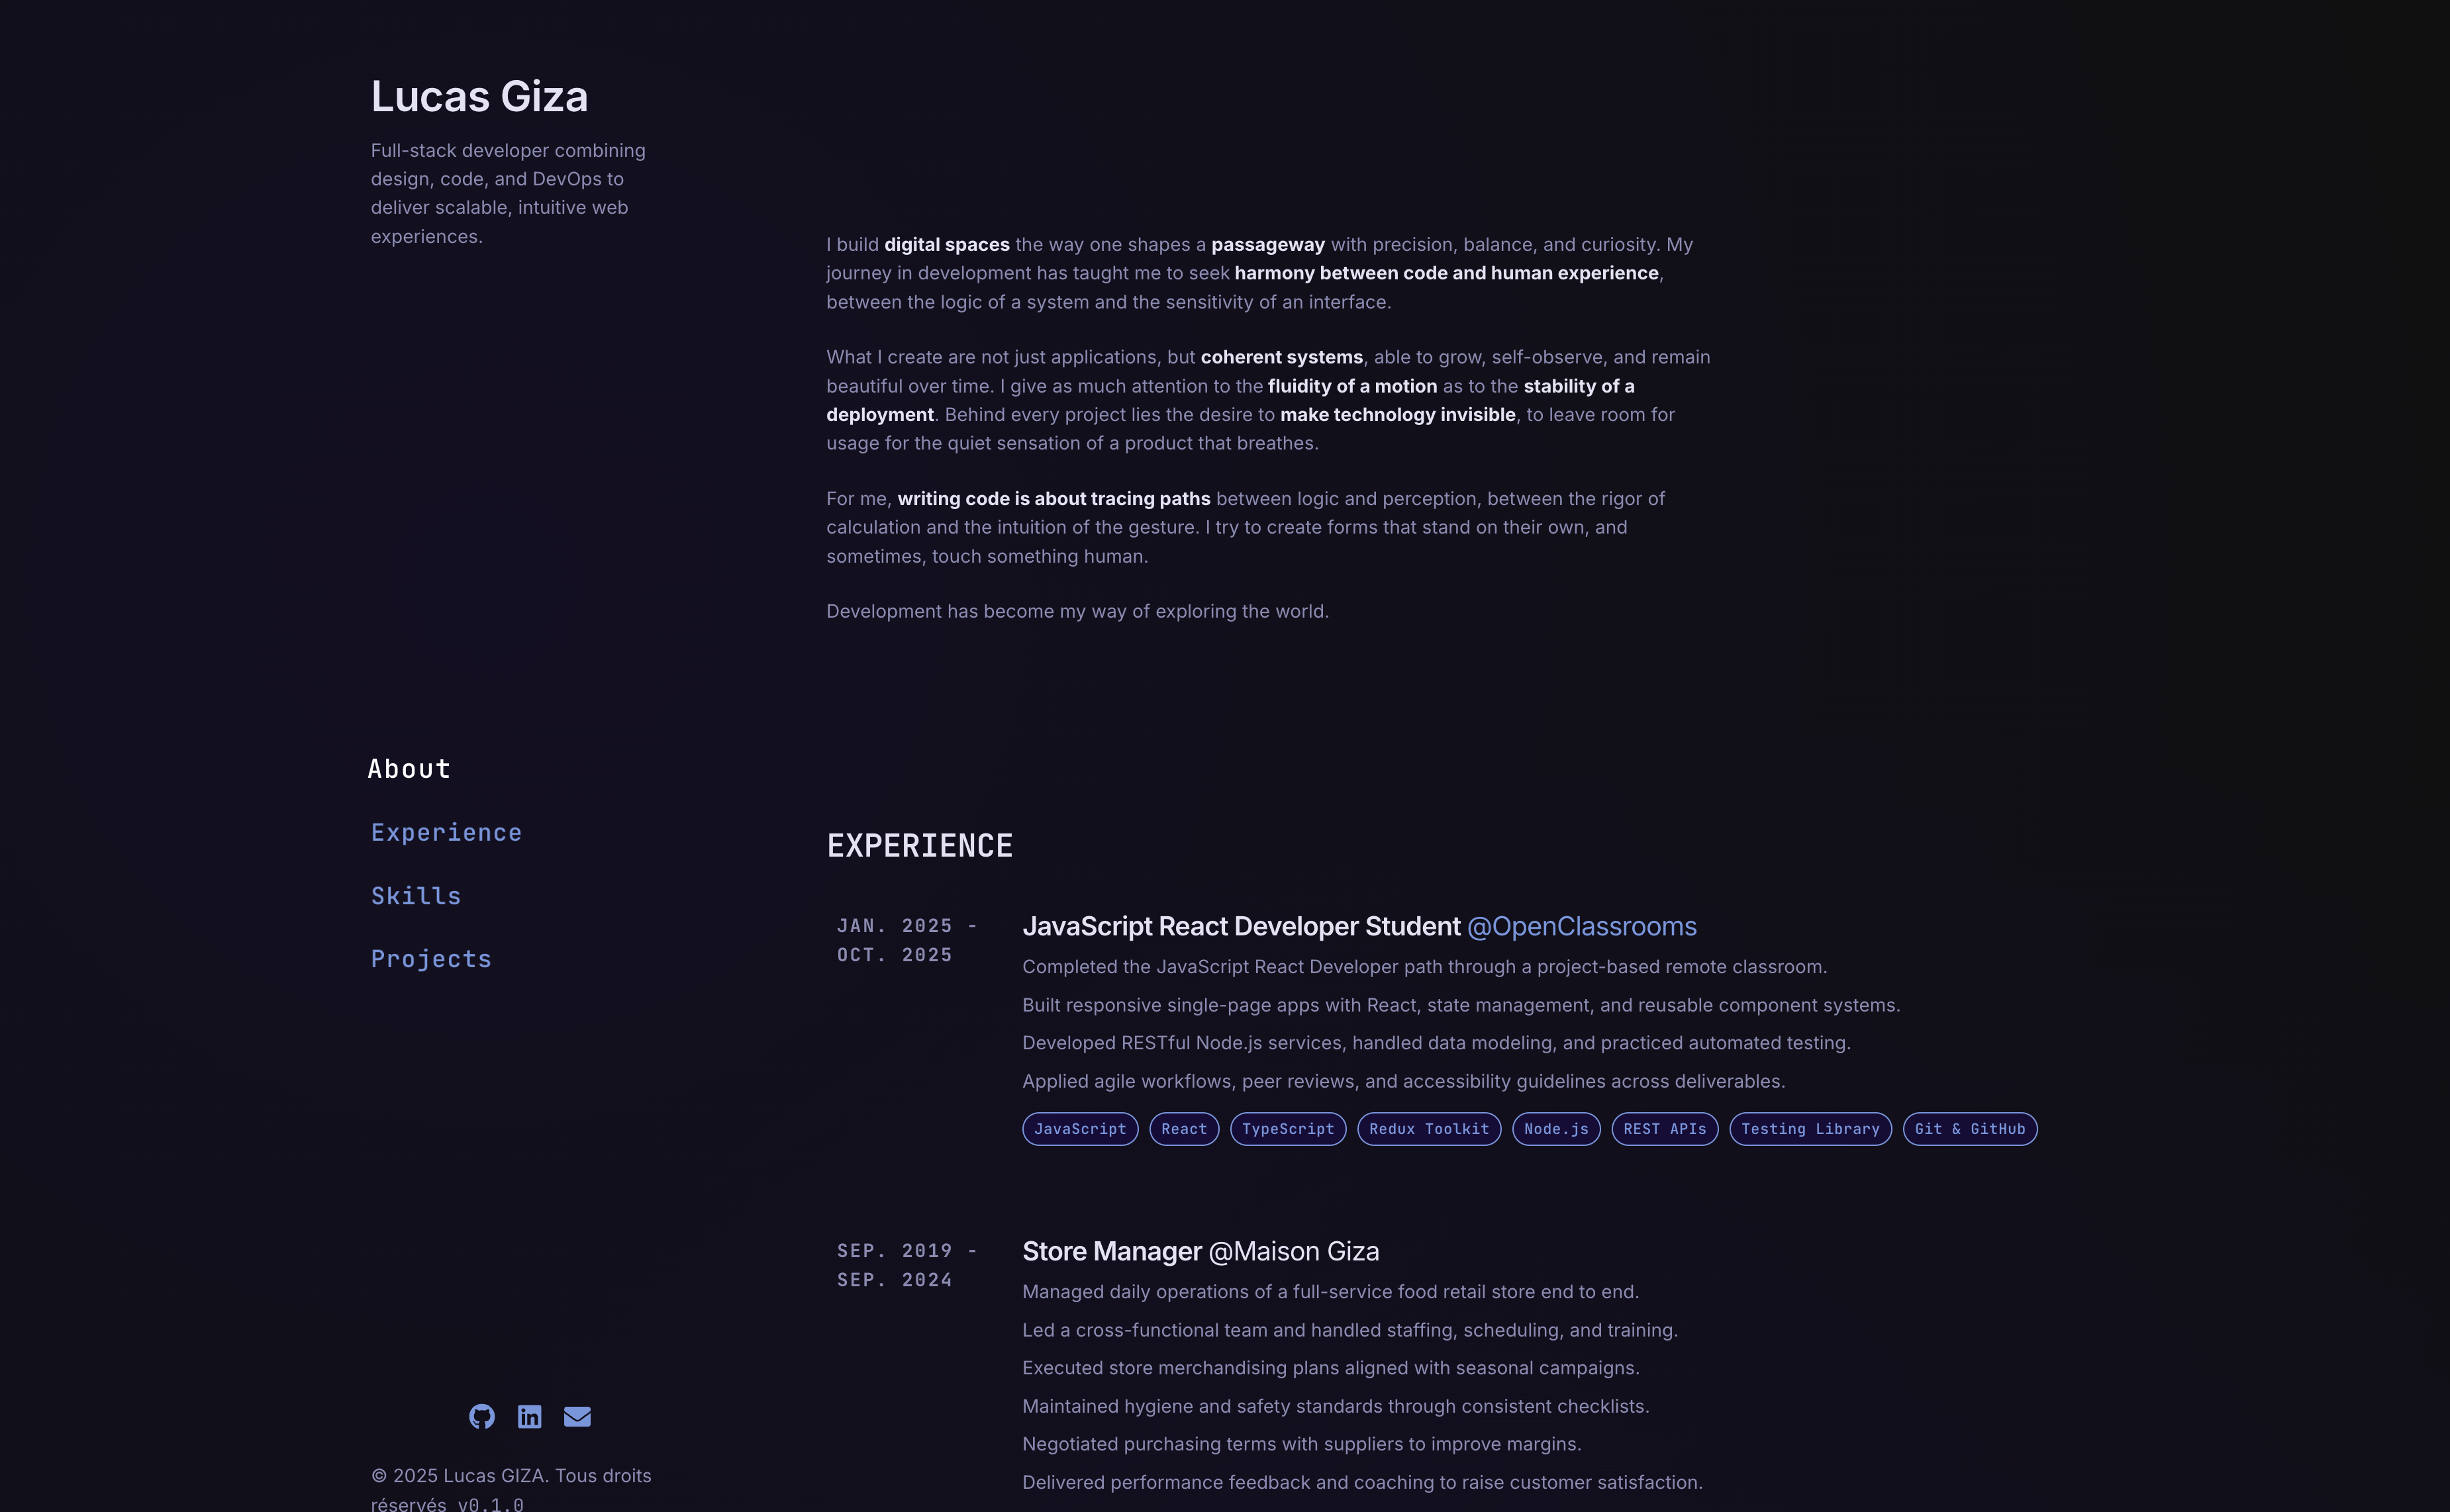 Lucas Giza
Full-stack developer combining
design, code, and DevOps to
deliver scalable, intuitive web
experiences.
I build digital spaces the way one shapes a passageway with precision, balance, and curiosity. My
journey in development has taught me to seek harmony between code and human experience,
between the logic of a system and the sensitivity of an interface.
What I create are not just applications, but coherent systems, able to grow, self-observe, and remain
beautiful over time. I give as much attention to the fluidity of a motion as to the stability of a
deployment. Behind every project lies the desire to make technology invisible, to leave room for
usage for the quiet sensation of a product that breathes.
For me, writing code is about tracing paths between logic and perception, between the rigor of
calculation and the intuition of the gesture. I try to create forms that stand on their own, and
sometimes, touch something human.
Development has become my way of exploring the world.
About
Experience
Skills
Projects
EXPERIENCE
JAN. 2025 -
OCT. 2025
JavaScript React Developer Student @OpenClassrooms
Completed the JavaScript React Developer path through a project-based remote classroom.
Built responsive single-page apps with React, state management, and reusable component systems.
Developed RESTful Node.js services, handled data modeling, and practiced automated testing.
Applied agile workflows, peer reviews, and accessibility guidelines across deliverables.
JavaScript React TypeScript Redux Toolkit Node.js REST APIs Testing Library Git & GitHub
SEP. 2019 -
SEP. 2024
Store Manager @Maison Giza
Managed daily operations of a full-service food retail store end to end.
Led a cross-functional team and handled staffing, scheduling, and training.
Executed store merchandising plans aligned with seasonal campaigns.
Maintained hygiene and safety standards through consistent checklists.
Negotiated purchasing terms with suppliers to improve margins.
Delivered performance feedback and coaching to raise customer satisfaction.
© 2025 Lucas GIZA. Tous droits
réservés v0.1.0